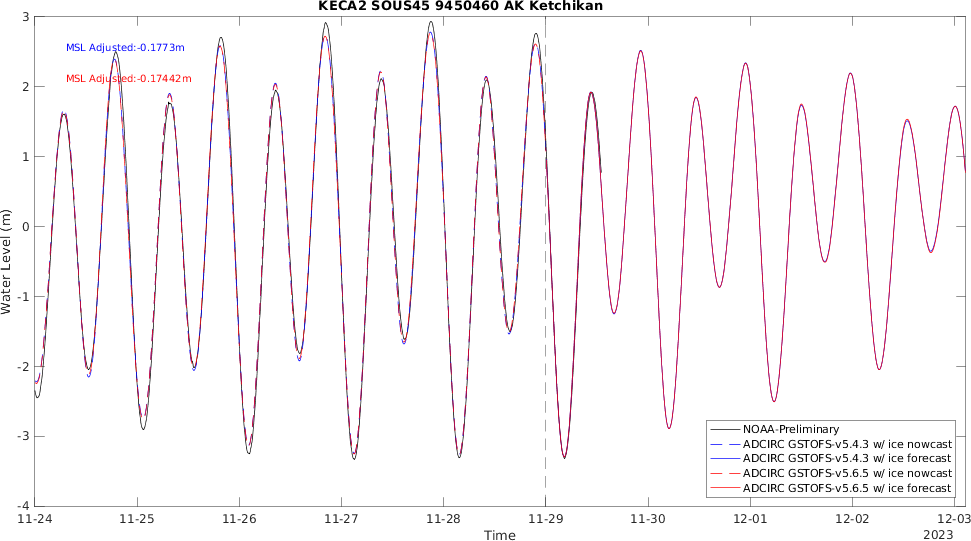 KECA2 SOUS45 9450460 AK Ketchikan
MSL Adjusted:-0.1773m
MSL Adjusted:-0.17442m
Water Level (m)
3
2
1
0
-1
-2
-3
-4
NOAA-Preliminary
ADCIRC GSTOFS-v5.4.3 w/ ice nowcast
ADCIRC GSTOFS-v5.4.3 w/ ice forecast
ADCIRC GSTOFS-v5.6.5 w/ ice nowcast
ADCIRC GSTOFS-v5.6.5 w/ ice forecast
11-24 11-25 11-26 11-27 11-28 11-29 11-30 12-01 12-02 12-03
Time
2023